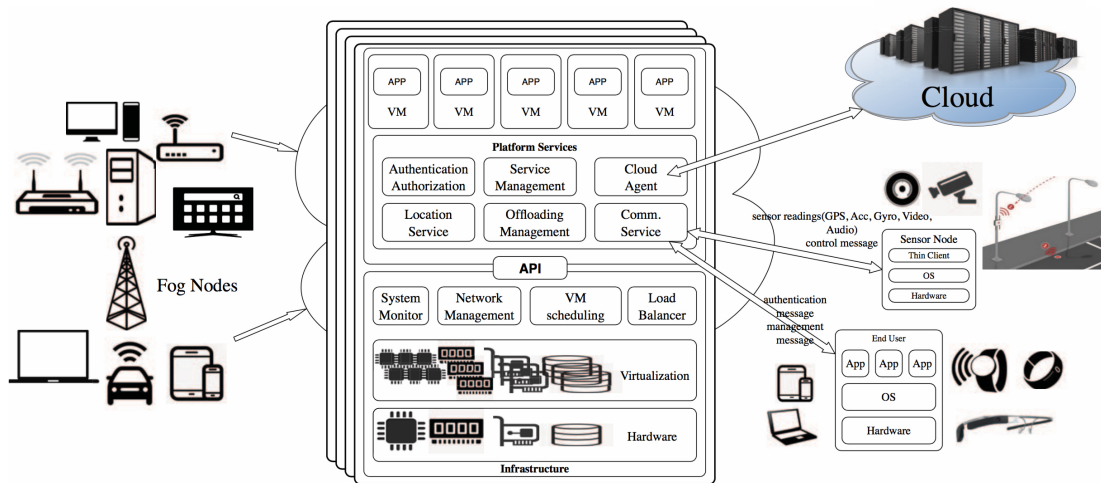 APP
APP
APP
APP
APP
VM
VM
VM
VM
VM
Platform Services
Authentication
Authorization
Service
Management
Cloud
Agent
Location
Service
Offloading
Management
Comm.
Service
API
System
Monitor
Network
Management
VM
scheduling
Load
Balancer
Virtualization
Hardware
Infrastructure
Fog Nodes
Cloud
sensor readings(GPS, Acc, Gyro, Video,
Audio)
control message
Sensor Node
Thin Client
OS
Hardware
authentication
message
management
message
End User
App
App
App
OS
Hardware